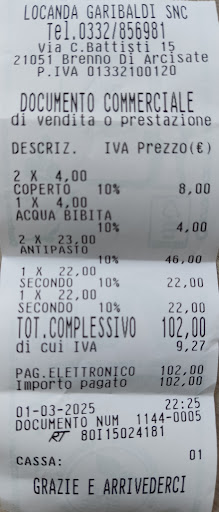 LOCANDA GARIBALDI SNC
Tel.0332/856981
Via C.Battisti 15
21051 Brenno Di Arcisate
P.IVA 01332100120
DOCUMENTO COMMERCIALE
di vendita o prestazione
DESCRIZ. IVA Prezzo(€)
2 X 4,00
COPERTO 10% 8,00
1 X 4,00
ACQUA BIBITA
10% 4,00
2 X 23,00
ANTIPASTO
10% 46,00
1 X 22,00
SECONDO 10% 22,00
1 X 22,00
SECONDO 10% 22,00
TOT.COMPLESSIVO 102,00
di cui IVA 9,27
PAG.ELETTRONICO 102,00
Importo pagato 102,00
01-03-2025 22:25
DOCUMENTO NUM 1144-0005
RT 80I15024181
CASSA: 01
GRAZIE E ARRIVEDERCI